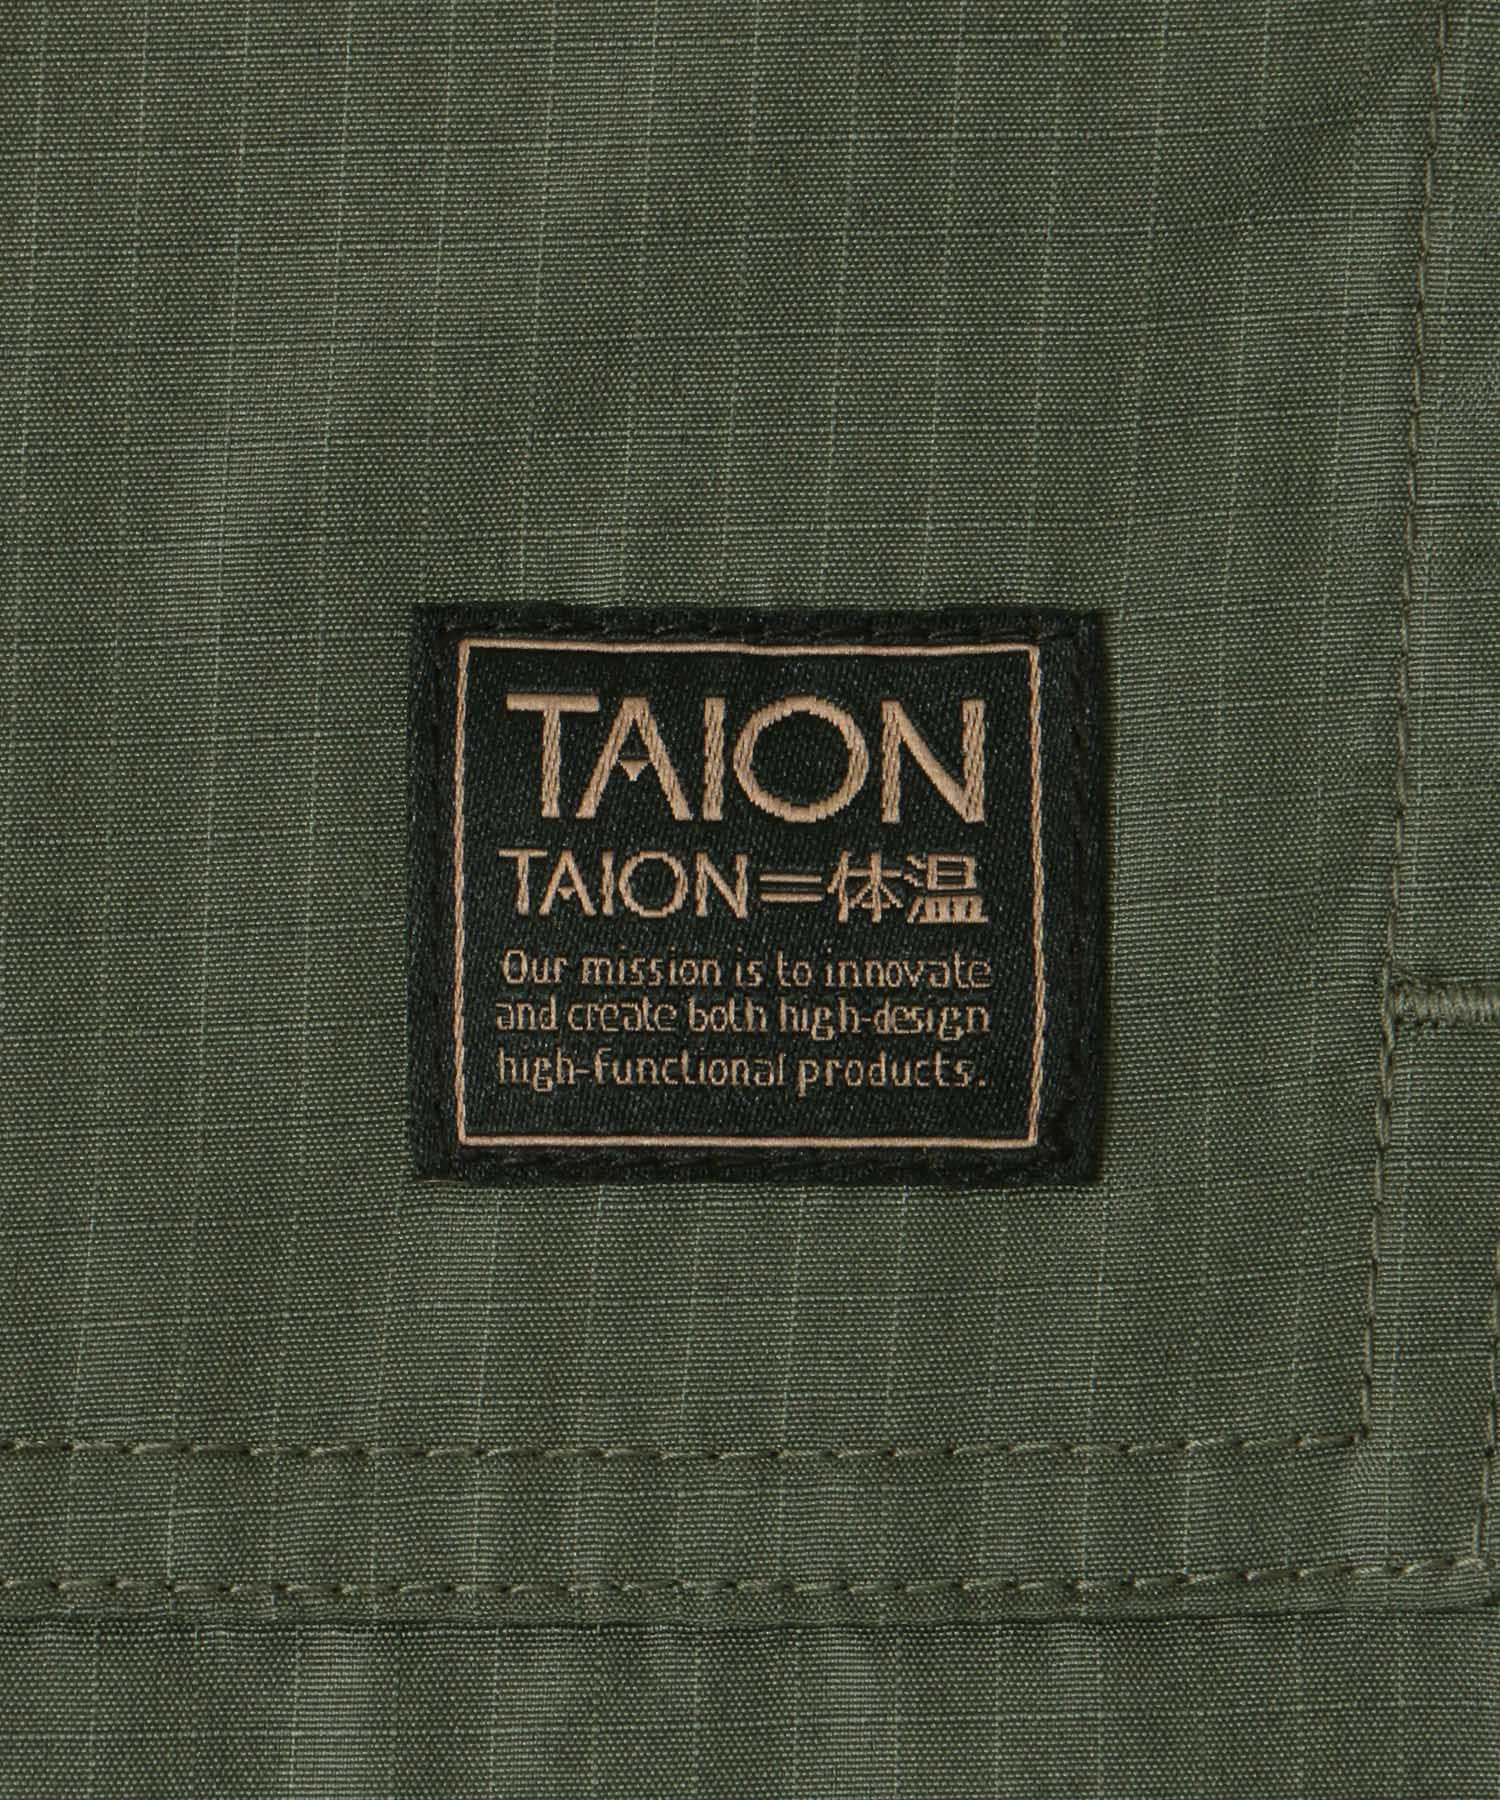 TAION
TAION=体温
Our mission is to innovate
and create both high-design
high-functional products.